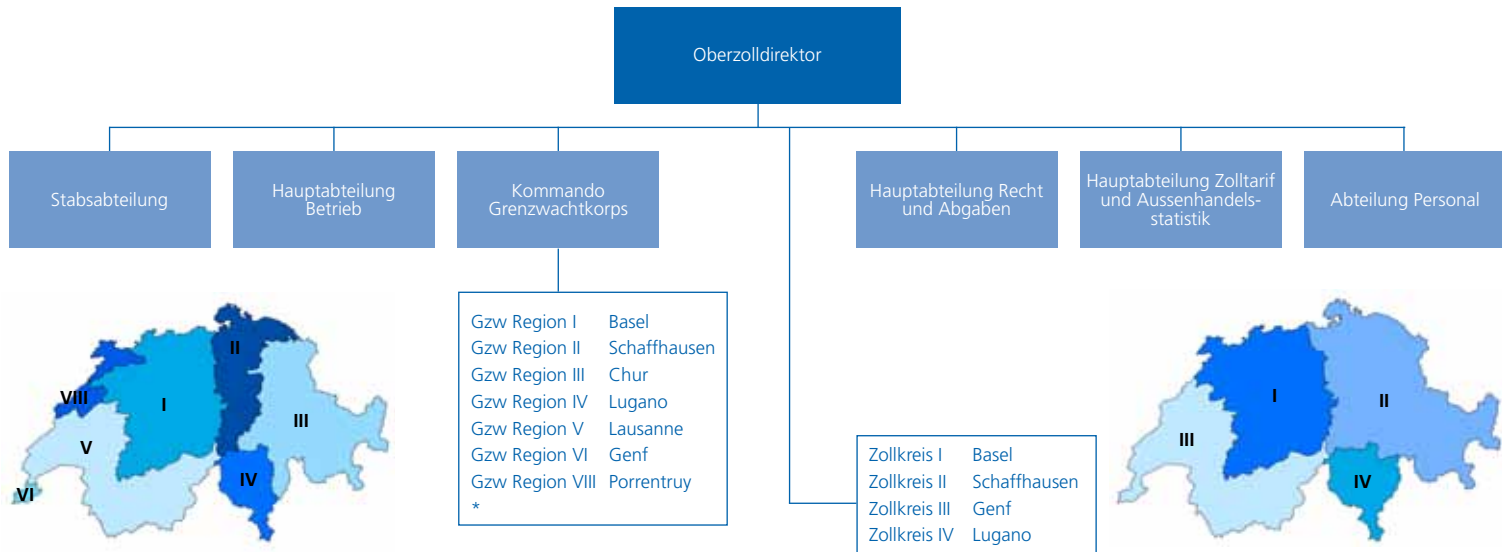 Oberzolldirektor
Stabsabteilung
Hauptabteilung
Betrieb
Kommando
Grenzwachtkorps
Hauptabteilung Recht
und Abgaben
Hauptabteilung Zolltarif
und Aussenhandels-
statistik
Abteilung Personal
II
VIII
I
III
V
IV
VI
Gzw Region I Basel
Gzw Region II Schaffhausen
Gzw Region III Chur
Gzw Region IV Lugano
Gzw Region V Lausanne
Gzw Region VI Genf
Gzw Region VIII Porrentruy
*
Zollkreis I Basel
Zollkreis II Schaffhausen
Zollkreis III Genf
Zollkreis IV Lugano
I
II
III
IV